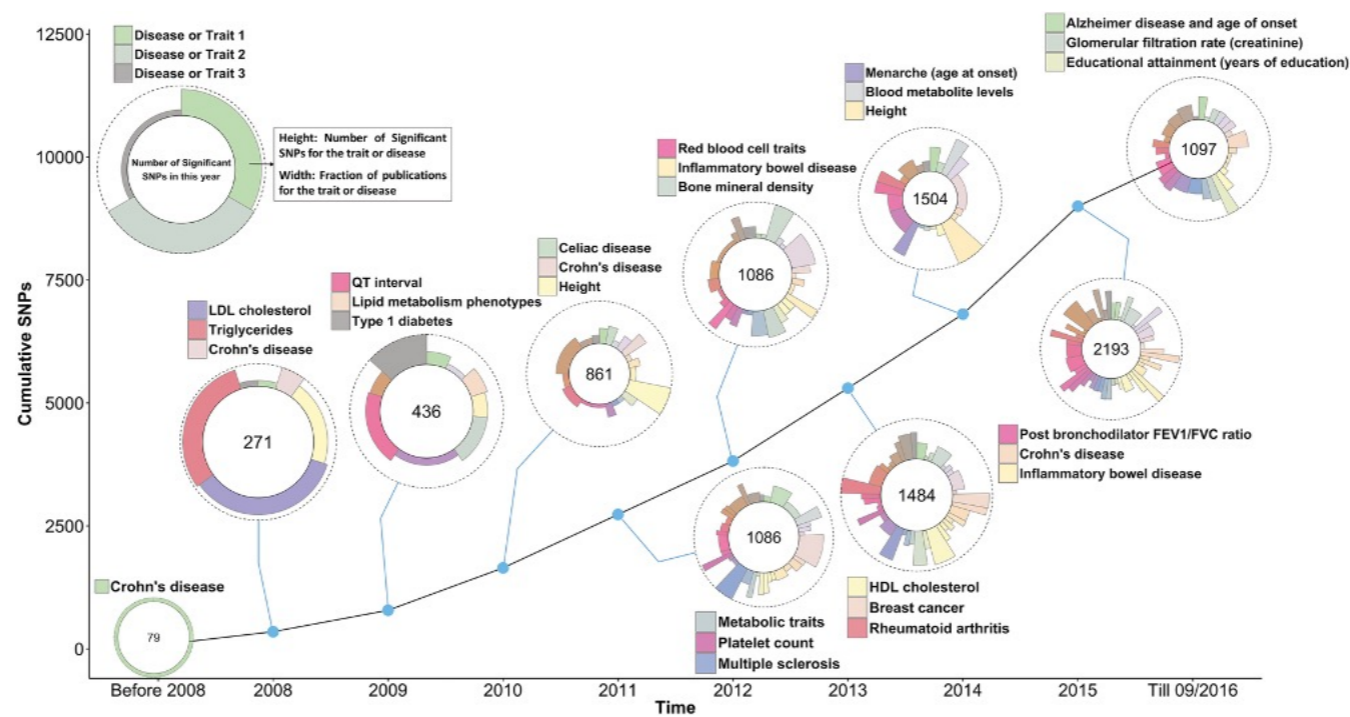 12500
10000
7500
5000
2500
0
Cumulative SNPs
Disease or Trait 1
Disease or Trait 2
Disease or Trait 3
Number of Significant
SNPs in this year
Height: Number of Significant
SNPs for the trait or disease
Width: Fraction of publications
for the trait or disease
Crohn's disease
79
LDL cholesterol
Triglycerides
Crohn's disease
271
QT interval
Lipid metabolism phenotypes
Type 1 diabetes
436
Celiac disease
Crohn's disease
Height
861
Red blood cell traits
Inflammatory bowel disease
Bone mineral density
1086
1086
Metabolic traits
Platelet count
Multiple sclerosis
Menarche (age at onset)
Blood metabolite levels
Height
1504
1484
HDL cholesterol
Breast cancer
Rheumatoid arthritis
Alzheimer disease and age of onset
Glomerular filtration rate (creatinine)
Educational attainment (years of education)
1097
2193
Post bronchodilator FEV1/FVC ratio
Crohn's disease
Inflammatory bowel disease
Before 2008
2008
2009
2010
2011
2012
2013
2014
2015
Till 09/2016
Time